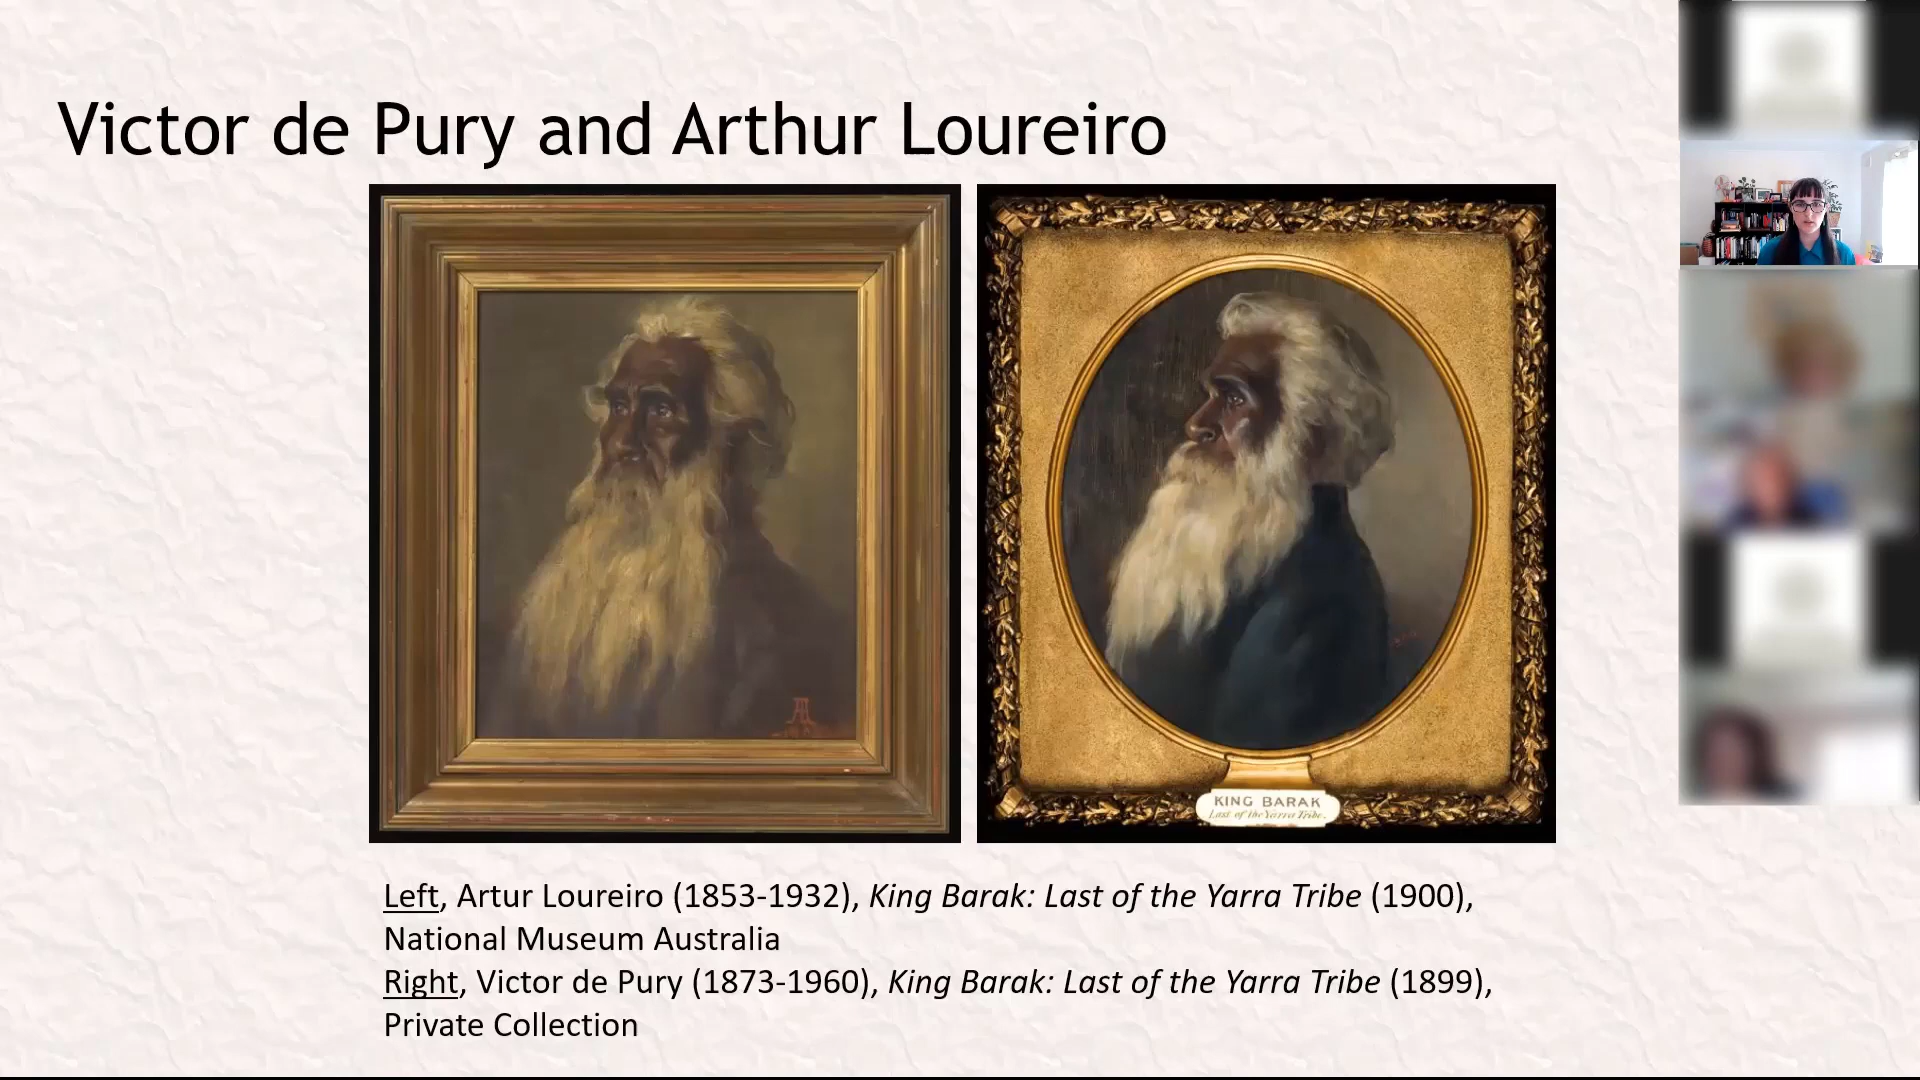 Victor de Pury and Arthur Loureiro
KING BARAK
Last of the Yarra Tribe.
Left, Artur Loureiro (1853-1932), King Barak: Last of the Yarra Tribe (1900),
National Museum Australia
Right, Victor de Pury (1873-1960), King Barak: Last of the Yarra Tribe (1899),
Private Collection